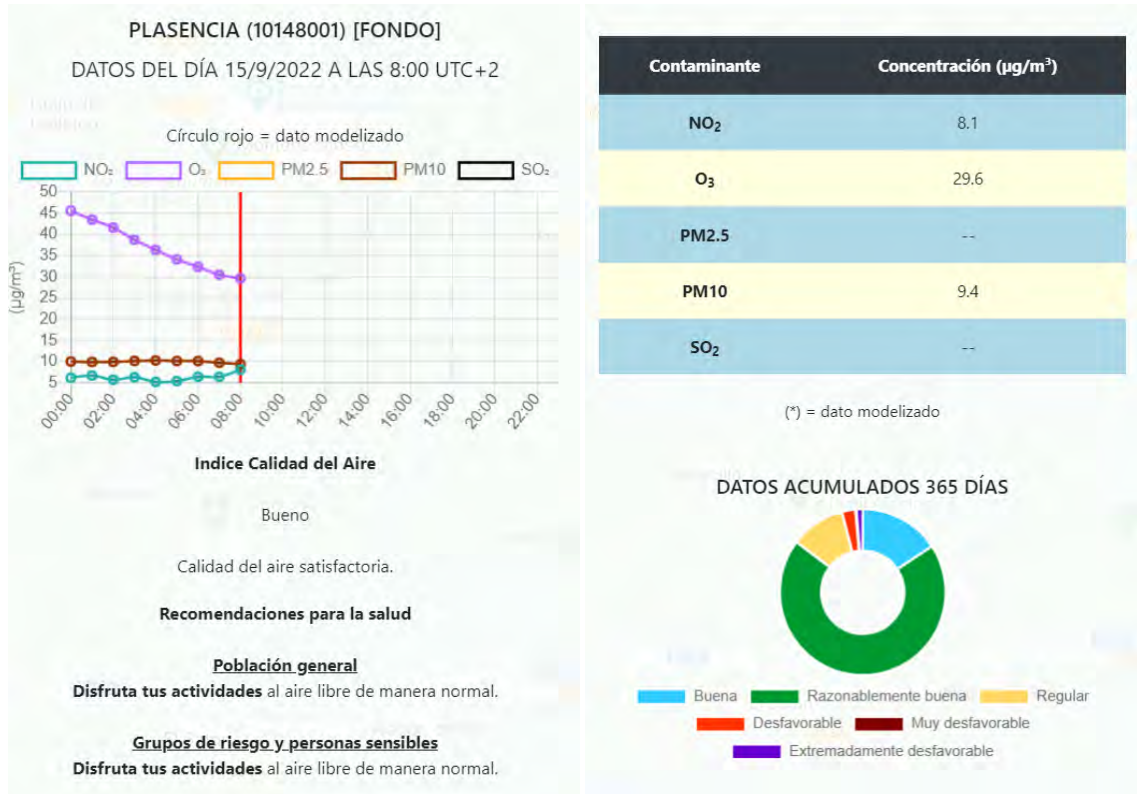 PLASENCIA (10148001) [FONDO]
DATOS DEL DÍA 15/9/2022 A LAS 8:00 UTC+2
Círculo rojo = dato modelizado
NO₂ O₃ PM2.5 PM10 SO₂
(µg/m³)
50
45
40
35
30
25
20
15
10
5
00:00 02:00 04:00 06:00 08:00 10:00 12:00 14:00 16:00 18:00 20:00 22:00
Indice Calidad del Aire
Bueno
Calidad del aire satisfactoria.
Recomendaciones para la salud
Población general
Disfruta tus actividades al aire libre de manera normal.
Grupos de riesgo y personas sensibles
Disfruta tus actividades al aire libre de manera normal.
Contaminante Concentración (µg/m³)
NO₂ 8.1
O₃ 29.6
PM2.5 --
PM10 9.4
SO₂ --
(*) = dato modelizado
DATOS ACUMULADOS 365 DÍAS
Buena Razonablemente buena Regular
Desfavorable Muy desfavorable
Extremadamente desfavorable